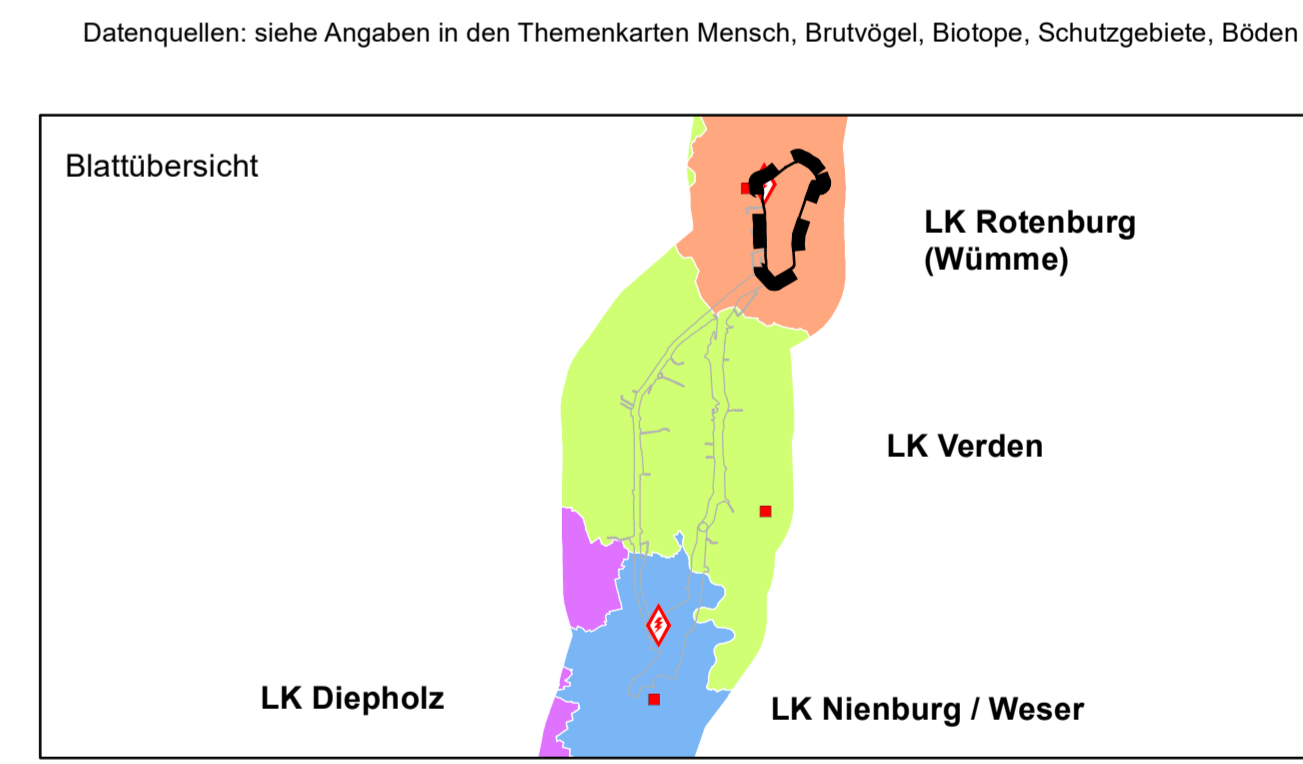 Datenquellen: siehe Angaben in den Themenkarten Mensch, Brutvögel, Biotope, Schutzgebiete, Böden
Blattübersicht
LK Rotenburg
(Wümme)
LK Verden
LK Diepholz
LK Nienburg / Weser